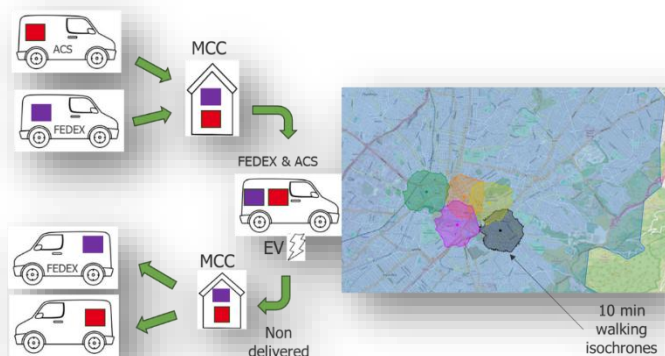 ACS
MCC
FEDEX
FEDEX & ACS
EV
FEDEX
MCC
Non
delivered
10 min
walking
isochrones